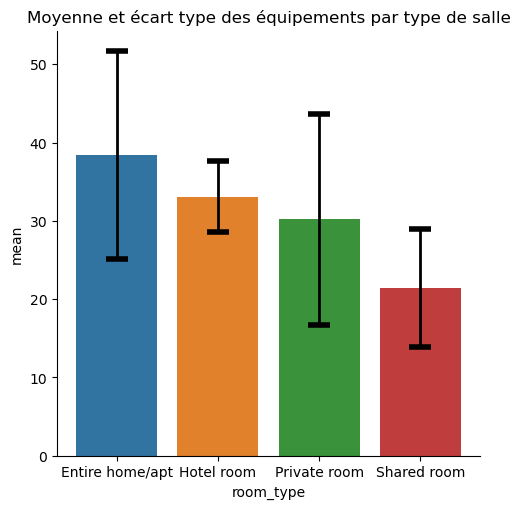 Moyenne et écart type des équipements par type de salle
50
40
30
20
10
0
mean
Entire home/apt Hotel room Private room Shared room
room_type